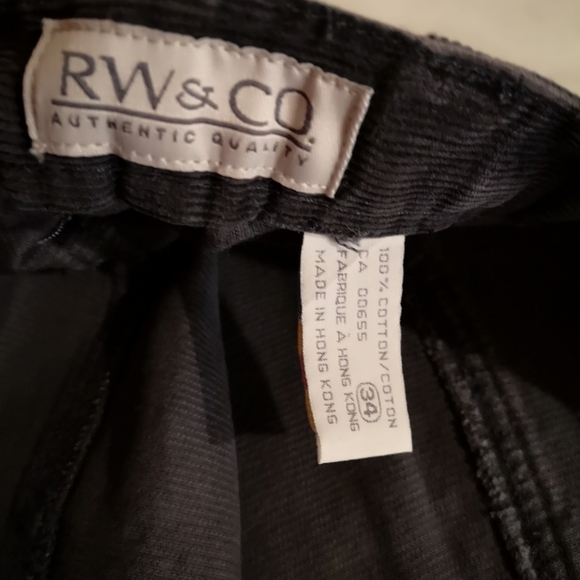 RW&CO.
AUTHENTIC QUALITY
100% COTTON/COTON
CA 00655 34
FABRIQUE À HONG KONG
MADE IN HONG KONG